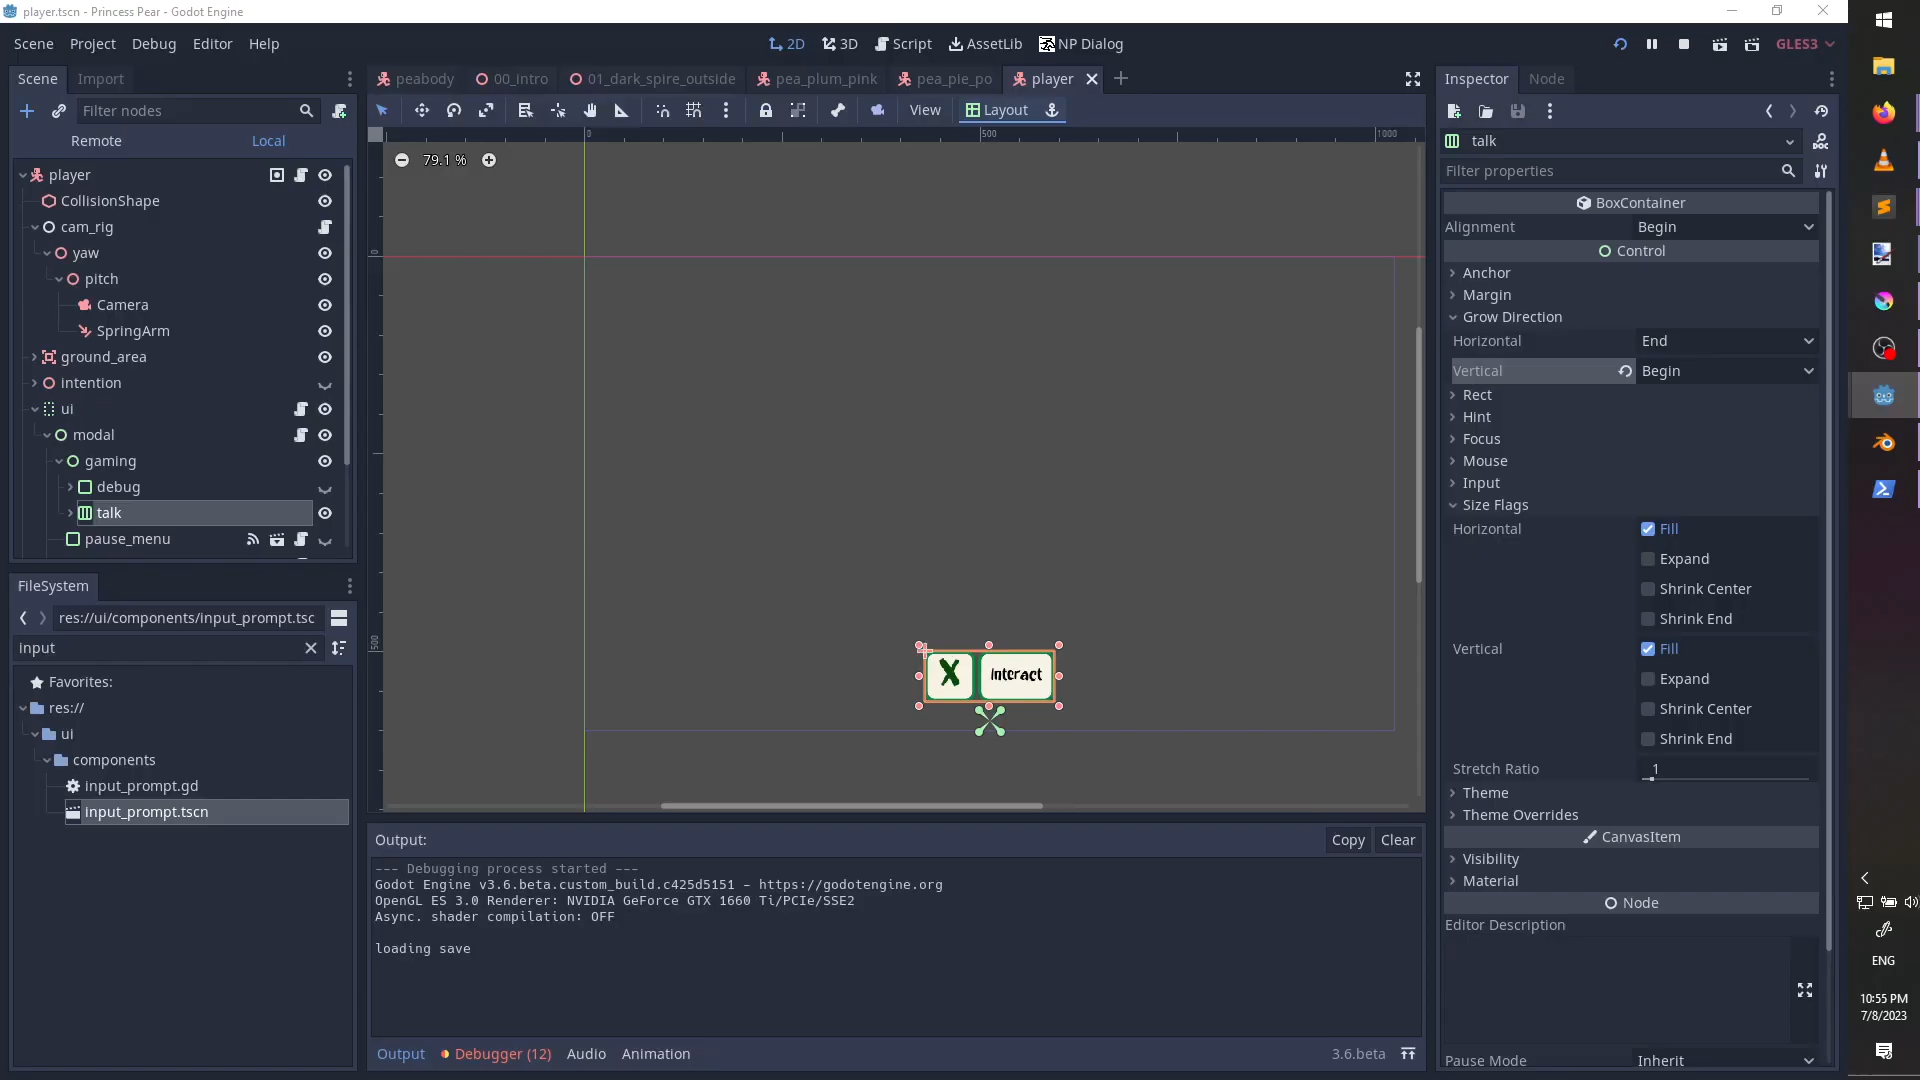 player.tscn - Princess Pear - Godot Engine
Scene Project Debug Editor Help
2D 3D Script AssetLib NP Dialog
GLES3
Scene Import
peabody 00_intro 01_dark_spire_outside pea_plum_pink pea_pie_po player
Inspector Node
Filter nodes
View Layout
Remote Local
talk
0 500 1000
79.1 %
Filter properties
player
CollisionShape
cam_rig
yaw
pitch
Camera
SpringArm
ground_area
intention
ui
modal
gaming
debug
talk
pause_menu
0
500
X interact
BoxContainer
Alignment Begin
Control
Anchor
Margin
Grow Direction
Horizontal End
Vertical Begin
Rect
Hint
Focus
Mouse
Input
Size Flags
Horizontal Fill
Expand
Shrink Center
Shrink End
Vertical Fill
Expand
Shrink Center
Shrink End
Stretch Ratio 1
Theme
Theme Overrides
CanvasItem
Visibility
Material
Node
Editor Description
Pause Mode Inherit
FileSystem
res://ui/components/input_prompt.tsc
input
Favorites:
res://
ui
components
input_prompt.gd
input_prompt.tscn
Output:
Copy Clear
--- Debugging process started ---
Godot Engine v3.6.beta.custom_build.c425d5151 - https://godotengine.org
OpenGL ES 3.0 Renderer: NVIDIA GeForce GTX 1660 Ti/PCIe/SSE2
Async. shader compilation: OFF
loading save
Output Debugger (12) Audio Animation
3.6.beta
ENG
10:55 PM
7/8/2023